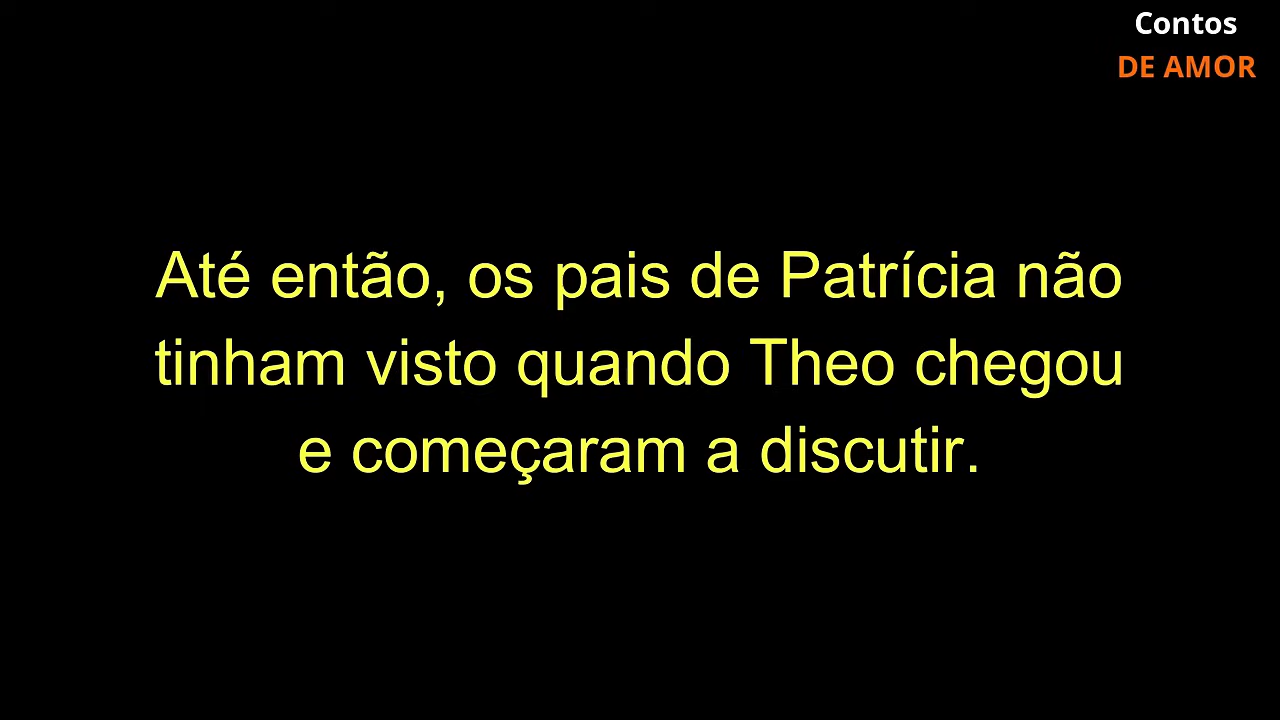 Contos
DE AMOR
Até então, os pais de Patrícia não
tinham visto quando Theo chegou
e começaram a discutir.